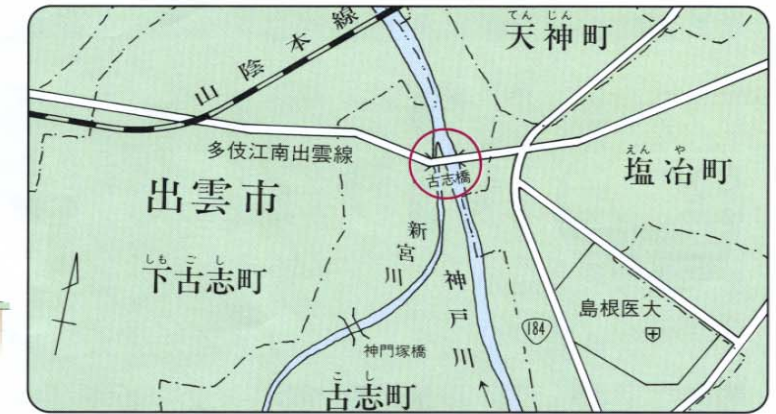 山陰本線
てんじん
天神町
多伎江南出雲線
古志橋
えんや
塩冶町
出雲市
しもこし
下古志町
新宮川
神戸川
島根医大
184
神門塚橋
こし
古志町